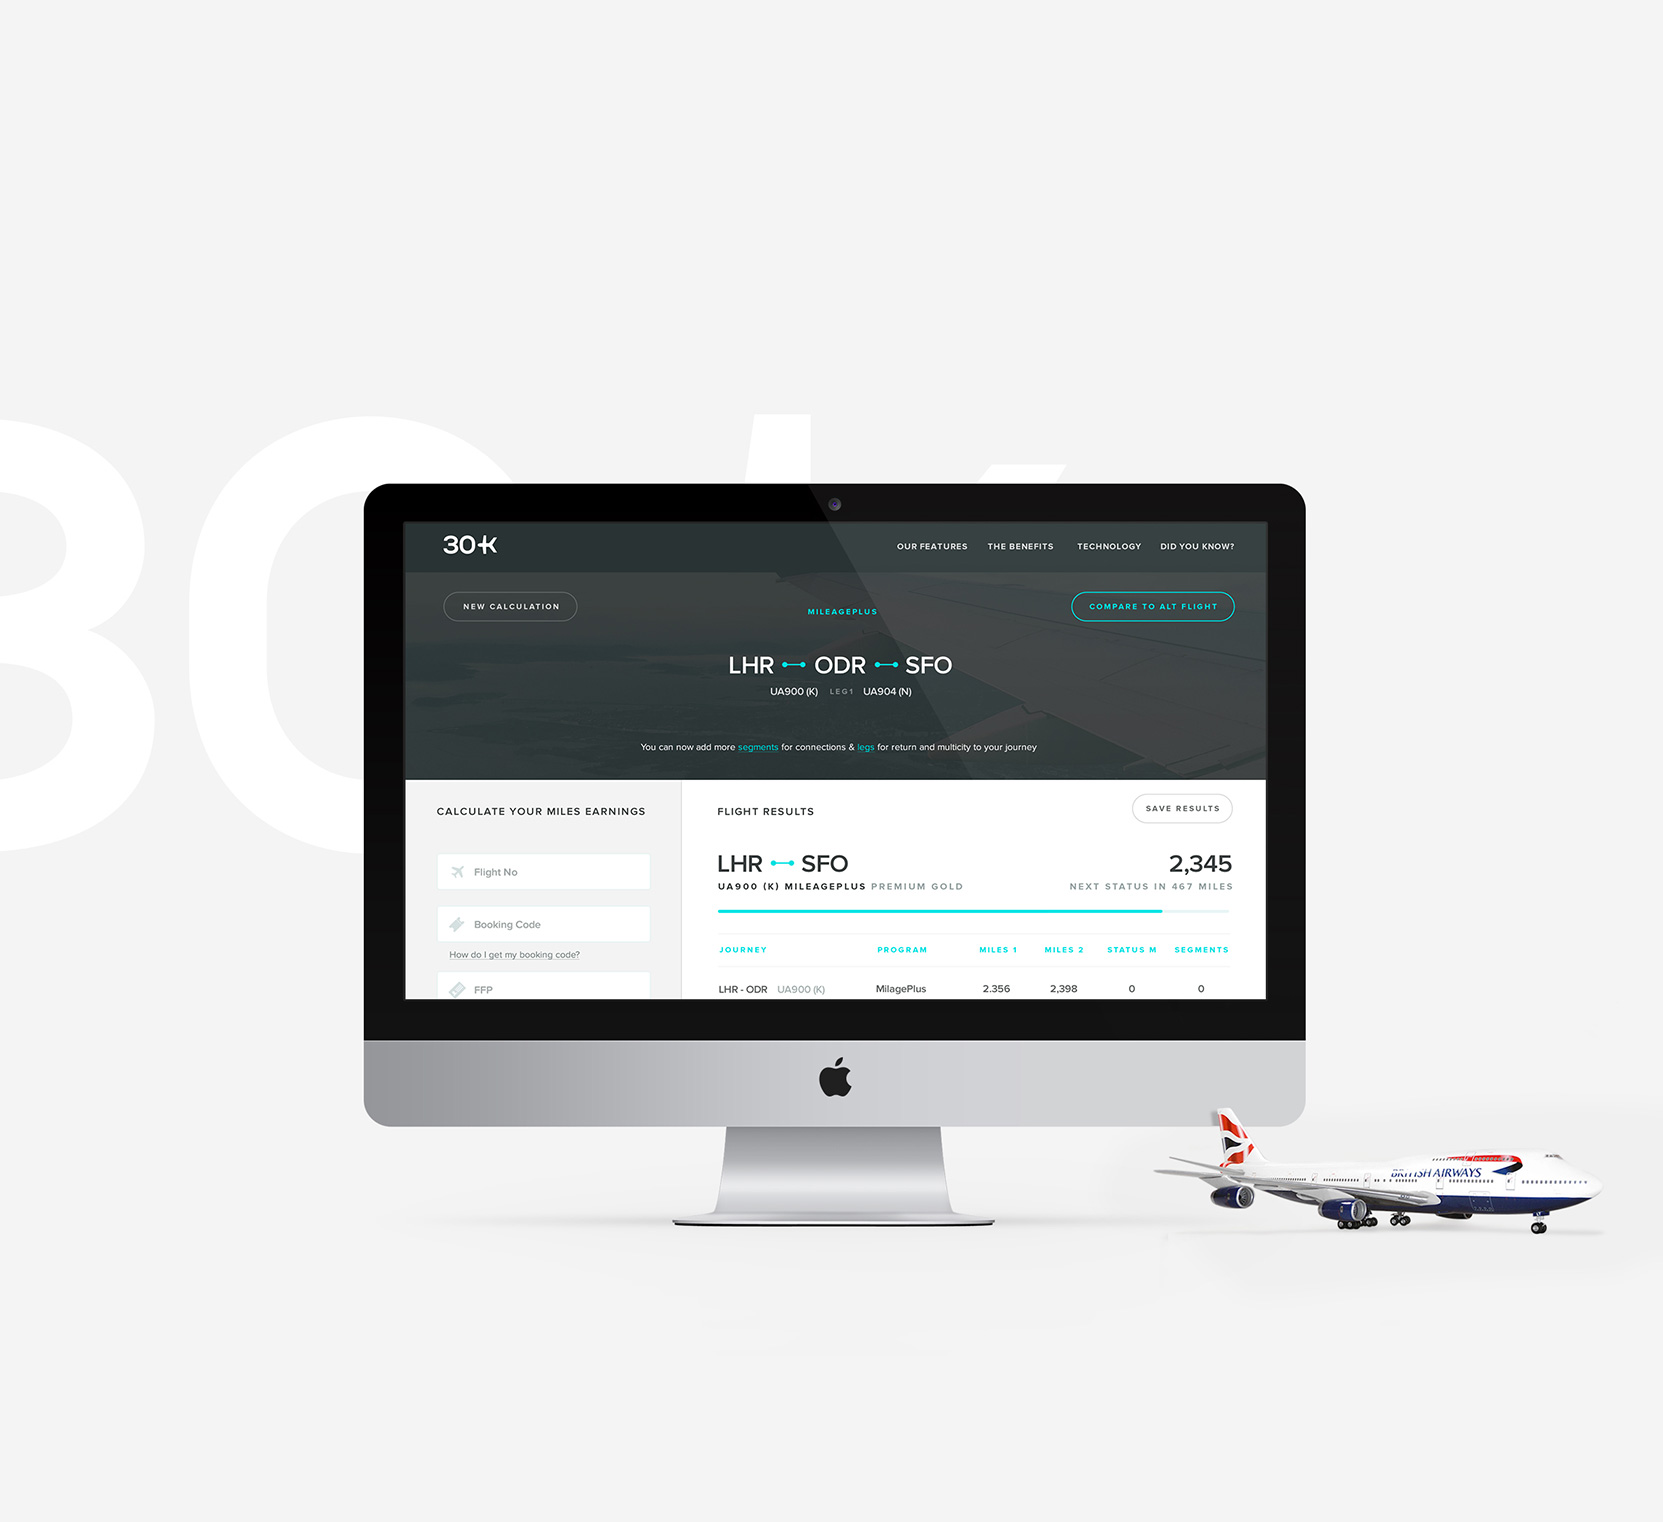 30K
30K
OUR FEATURES THE BENEFITS TECHNOLOGY DID YOU KNOW?
NEW CALCULATION
MILEAGEPLUS
COMPARE TO ALT FLIGHT
LHR ODR SFO
UA900 (K) LEG1 UA904 (N)
You can now add more segments for connections & legs for return and multicity to your journey
CALCULATE YOUR MILES EARNINGS
Flight No
Booking Code
How do I get my booking code?
FFP
FLIGHT RESULTS
SAVE RESULTS
LHR SFO
2,345
UA900 (K) MILEAGEPLUS PREMIUM GOLD
NEXT STATUS IN 467 MILES
JOURNEY PROGRAM MILES 1 MILES 2 STATUS M SEGMENTS
LHR - ODR UA900 (K) MilagePlus 2.356 2,398 0 0
BRITISH AIRWAYS